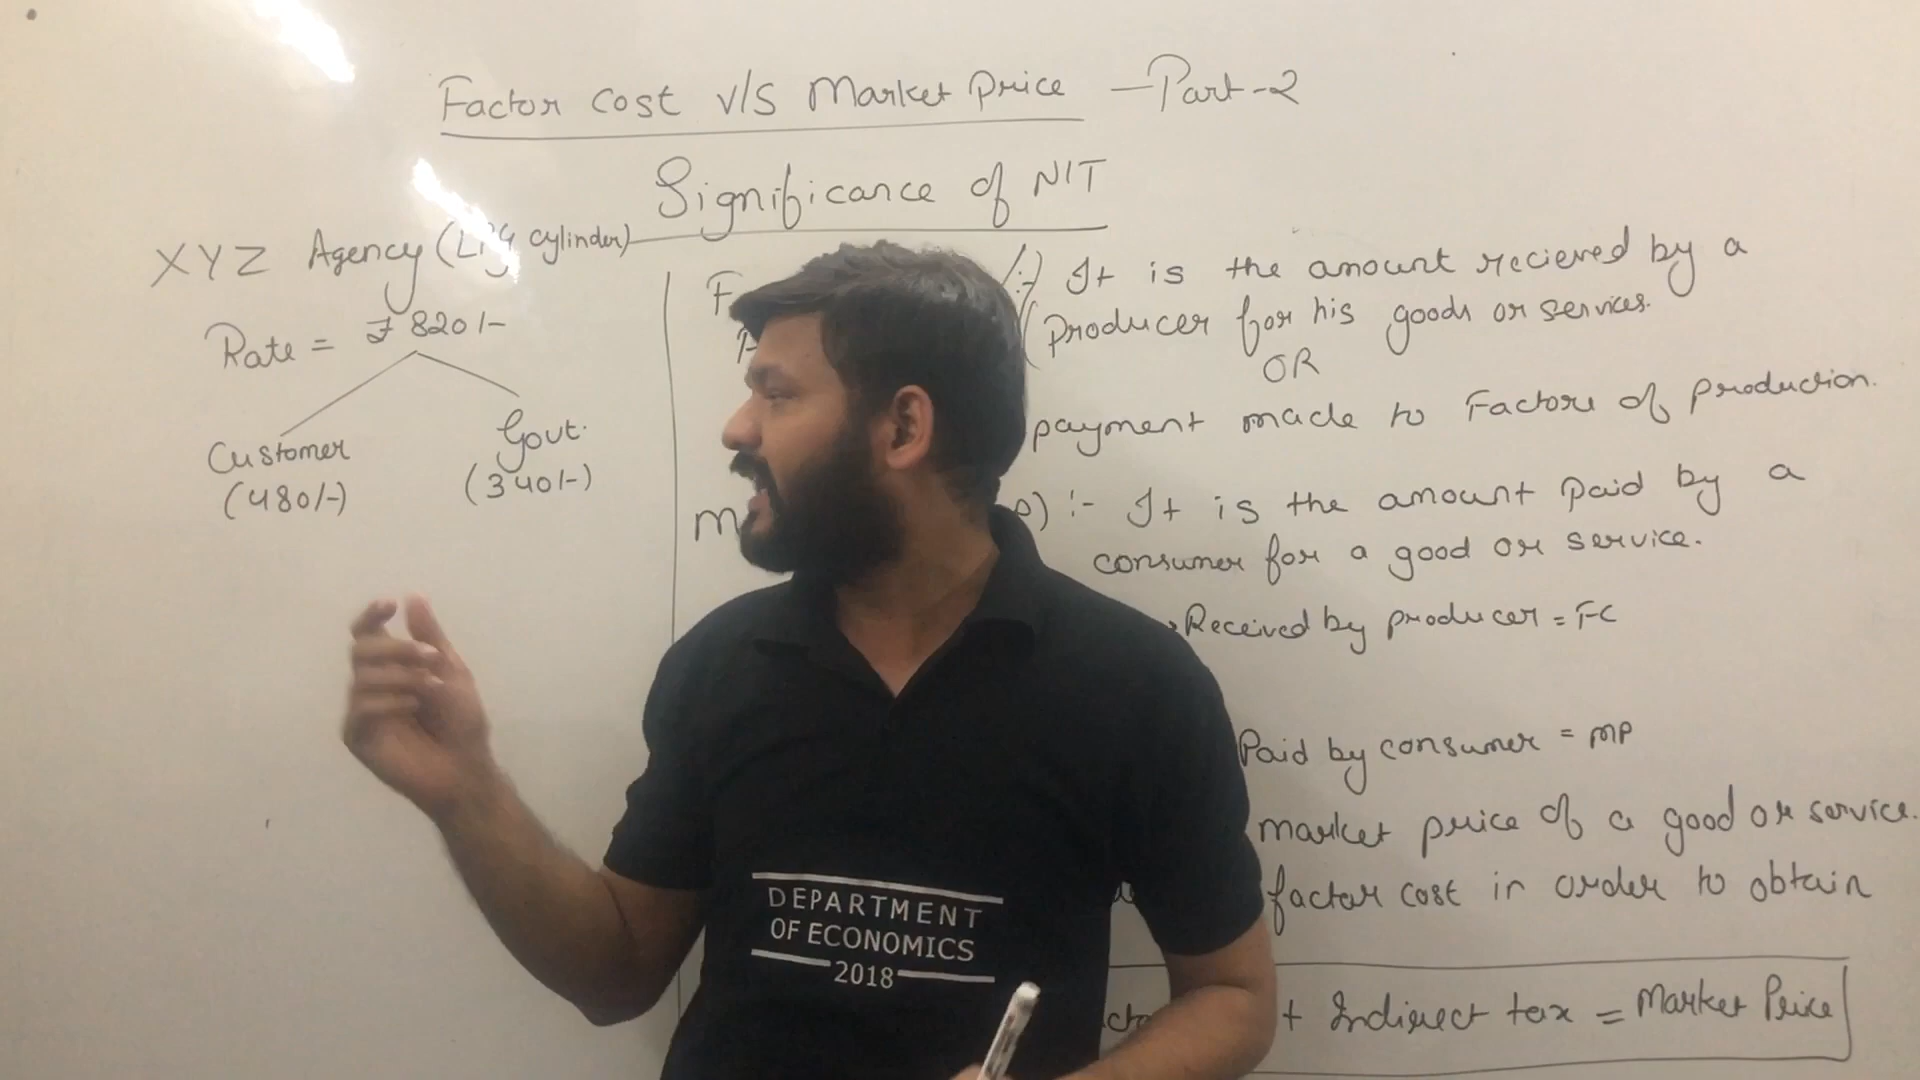 Factor Cost v/s Market Price - Part-2
Significance of NIT
XYZ Agency (LPG cylinder)
Rate = ₹ 820/-
Customer
(480/-)
Govt.
(340/-)
It is the amount recieved by a
Producer for his goods or services.
OR
payment made to Factors of production.
:- It is the amount paid by a
consumer for a good or service.
Received by producer = FC
Paid by consumer = MP
market price of a good or service.
factor cost in order to obtain
+ Indirect tax = Market Price
DEPARTMENT
OF ECONOMICS
2018